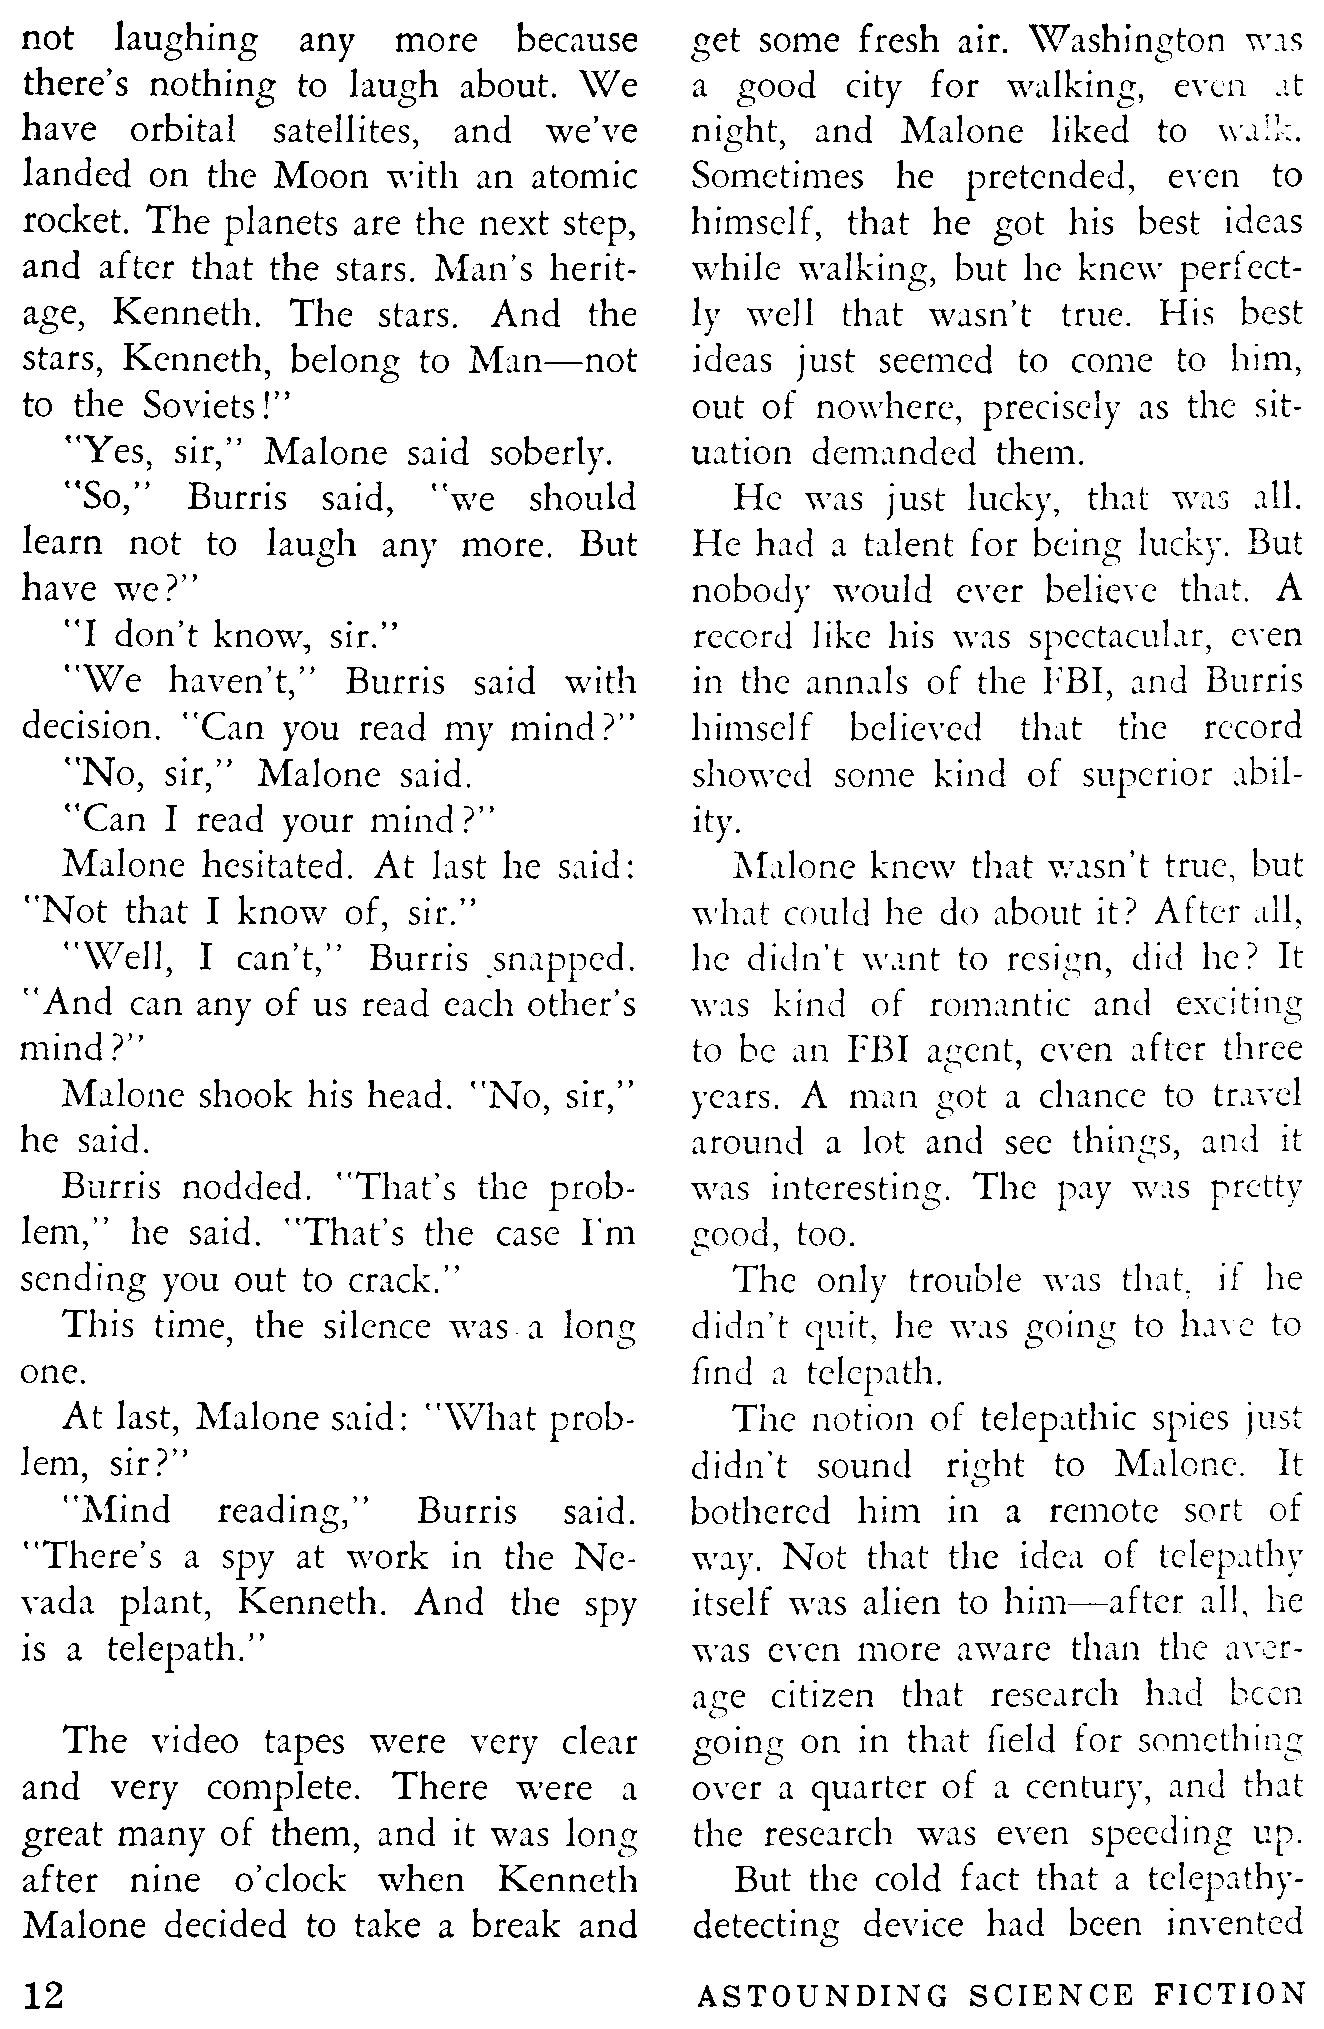 not laughing any more because
there's nothing to laugh about. We
have orbital satellites, and we've
landed on the Moon with an atomic
rocket. The planets are the next step,
and after that the stars. Man's herit-
age, Kenneth. The stars. And the
stars, Kenneth, belong to Man—not
to the Soviets!"
"Yes, sir," Malone said soberly.
"So," Burris said, "we should
learn not to laugh any more. But
have we?"
"I don't know, sir."
"We haven't," Burris said with
decision. "Can you read my mind?"
"No, sir," Malone said.
"Can I read your mind?"
Malone hesitated. At last he said:
"Not that I know of, sir."
"Well, I can't," Burris snapped.
"And can any of us read each other's
mind?"
Malone shook his head. "No, sir,"
he said.
Burris nodded. "That's the prob-
lem," he said. "That's the case I'm
sending you out to crack."
This time, the silence was a long
one.
At last, Malone said: "What prob-
lem, sir?"
"Mind reading," Burris said.
"There's a spy at work in the Ne-
vada plant, Kenneth. And the spy
is a telepath."
The video tapes were very clear
and very complete. There were a
great many of them, and it was long
after nine o'clock when Kenneth
Malone decided to take a break and
get some fresh air. Washington was
a good city for walking, even at
night, and Malone liked to walk.
Sometimes he pretended, even to
himself, that he got his best ideas
while walking, but he knew perfect-
ly well that wasn't true. His best
ideas just seemed to come to him,
out of nowhere, precisely as the sit-
uation demanded them.
He was just lucky, that was all.
He had a talent for being lucky. But
nobody would ever believe that. A
record like his was spectacular, even
in the annals of the FBI, and Burris
himself believed that the record
showed some kind of superior abil-
ity.
Malone knew that wasn't true, but
what could he do about it? After all,
he didn't want to resign, did he? It
was kind of romantic and exciting
to be an FBI agent, even after three
years. A man got a chance to travel
around a lot and see things, and it
was interesting. The pay was pretty
good, too.
The only trouble was that, if he
didn't quit, he was going to have to
find a telepath.
The notion of telepathic spies just
didn't sound right to Malone. It
bothered him in a remote sort of
way. Not that the idea of telepathy
itself was alien to him—after all, he
was even more aware than the aver-
age citizen that research had been
going on in that field for something
over a quarter of a century, and that
the research was even speeding up.
But the cold fact that a telepathy-
detecting device had been invented
12
ASTOUNDING SCIENCE FICTION